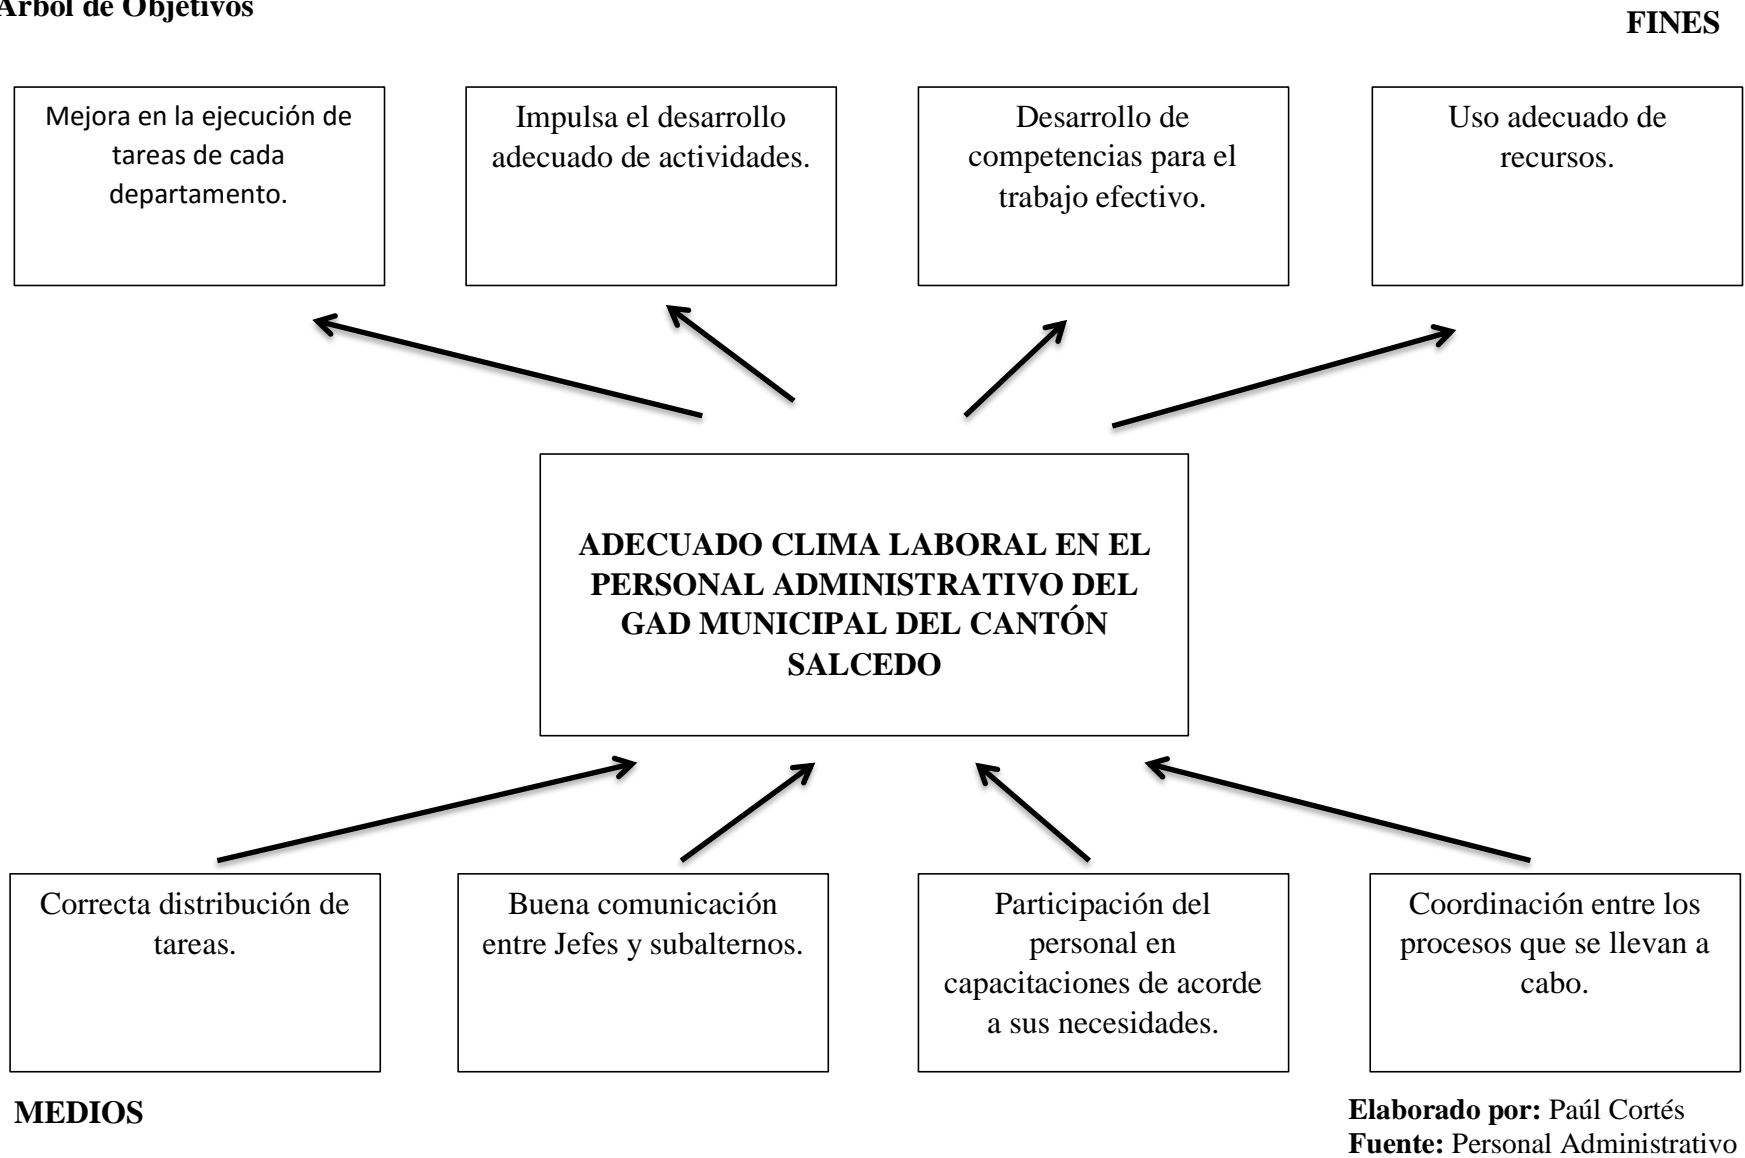 Árbol de Objetivos
FINES
Mejora en la ejecución de
tareas de cada
departamento.
Impulsa el desarrollo
adecuado de actividades.
Desarrollo de
competencias para el
trabajo efectivo.
Uso adecuado de
recursos.
ADECUADO CLIMA LABORAL EN EL
PERSONAL ADMINISTRATIVO DEL
GAD MUNICIPAL DEL CANTÓN
SALCEDO
Correcta distribución de
tareas.
Buena comunicación
entre Jefes y subalternos.
Participación del
personal en
capacitaciones de acorde
a sus necesidades.
Coordinación entre los
procesos que se llevan a
cabo.
MEDIOS
Elaborado por: Paúl Cortés
Fuente: Personal Administrativo